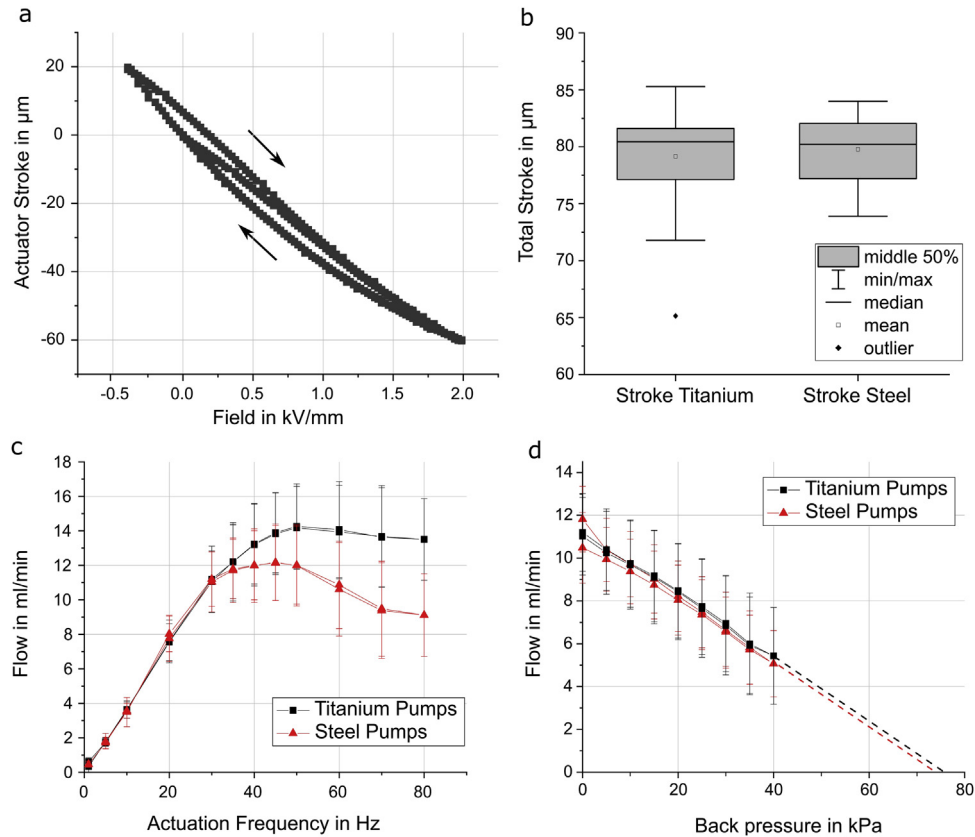 a
Actuator Stroke in µm
20
0
-20
-40
-60
-0.5
0.0
0.5
1.0
1.5
2.0
Field in kV/mm
b
Total Stroke in µm
90
85
80
75
70
65
60
middle 50%
min/max
median
mean
outlier
Stroke Titanium
Stroke Steel
c
Flow in ml/min
18
16
14
12
10
8
6
4
2
0
Titanium Pumps
Steel Pumps
0
20
40
60
80
Actuation Frequency in Hz
d
Flow in ml/min
14
12
10
8
6
4
2
0
Titanium Pumps
Steel Pumps
0
20
40
60
80
Back pressure in kPa